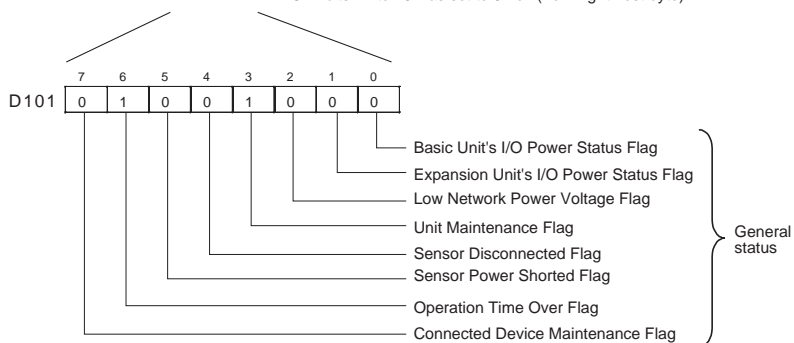 7 6 5 4 3 2 1 0
D101 0 1 0 0 1 0 0 0
Basic Unit's I/O Power Status Flag
Expansion Unit's I/O Power Status Flag
Low Network Power Voltage Flag
Unit Maintenance Flag
Sensor Disconnected Flag
Sensor Power Shorted Flag
Operation Time Over Flag
Connected Device Maintenance Flag
General
status